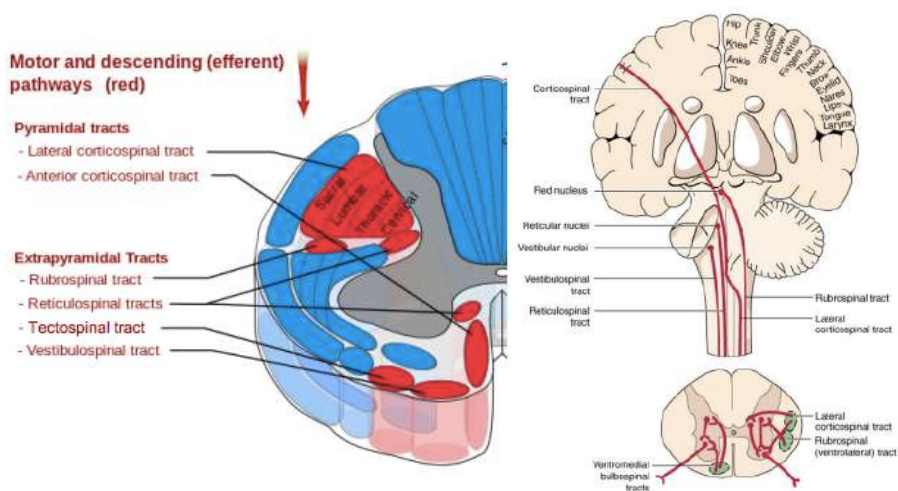 Motor and descending (efferent)
pathways (red)
Pyramidal tracts
- Lateral corticospinal tract
- Anterior corticospinal tract
Extrapyramidal Tracts
- Rubrospinal tract
- Reticulospinal tracts
- Tectospinal tract
- Vestibulospinal tract
Sacral
Lumbar
Thoracic
Cervical
Hip
Knee
Ankle
Toes
Trunk
Shoulder
Elbow
Wrist
Fingers
Thumb
Neck
Brow
Eyelid
Nares
Lips
Tongue
Larynx
Corticospinal
tract
Red nucleus
Reticular nuclei
Vestibular nuclei
Vestibulospinal
tract
Reticulospinal
tract
Rubrospinal tract
Lateral
corticospinal tract
Lateral
corticospinal tract
Rubrospinal
(ventrolateral) tract
Ventromedial
bulbospinal
tracts